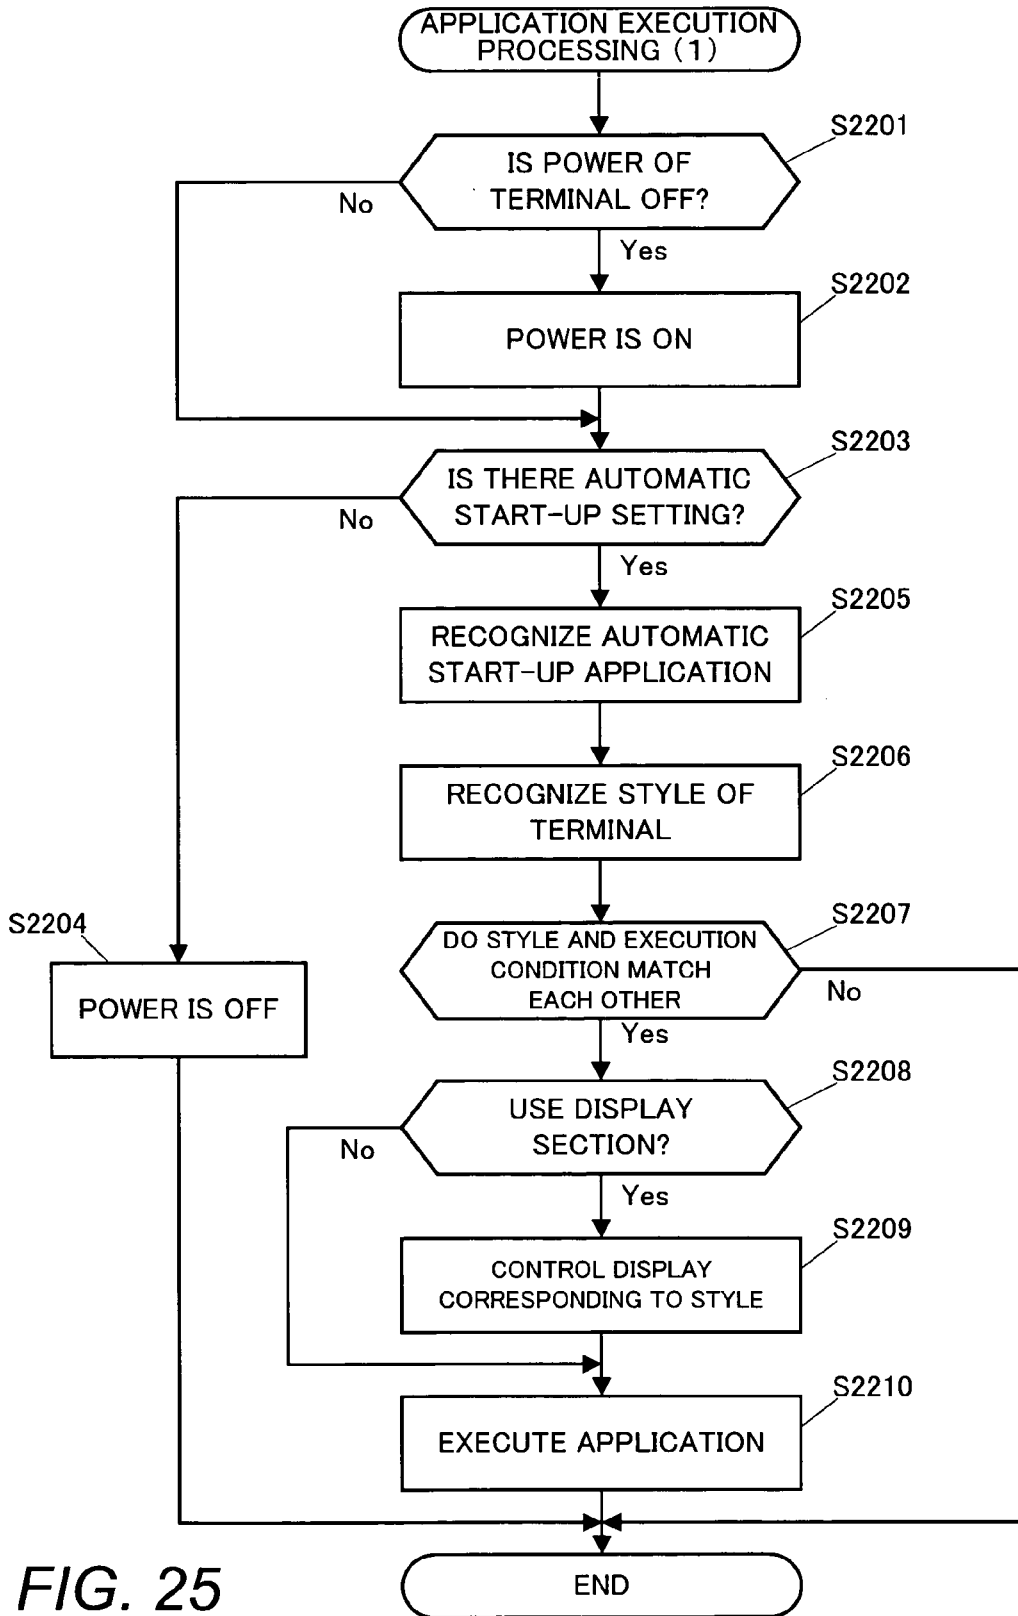 APPLICATION EXECUTION
PROCESSING (1)
S2201
IS POWER OF
TERMINAL OFF?
No
Yes
S2202
POWER IS ON
S2203
IS THERE AUTOMATIC
START-UP SETTING?
No
Yes
S2205
RECOGNIZE AUTOMATIC
START-UP APPLICATION
S2206
RECOGNIZE STYLE OF
TERMINAL
S2204
POWER IS OFF
S2207
DO STYLE AND EXECUTION
CONDITION MATCH
EACH OTHER
No
Yes
S2208
USE DISPLAY
SECTION?
No
Yes
S2209
CONTROL DISPLAY
CORRESPONDING TO STYLE
S2210
EXECUTE APPLICATION
END
FIG. 25